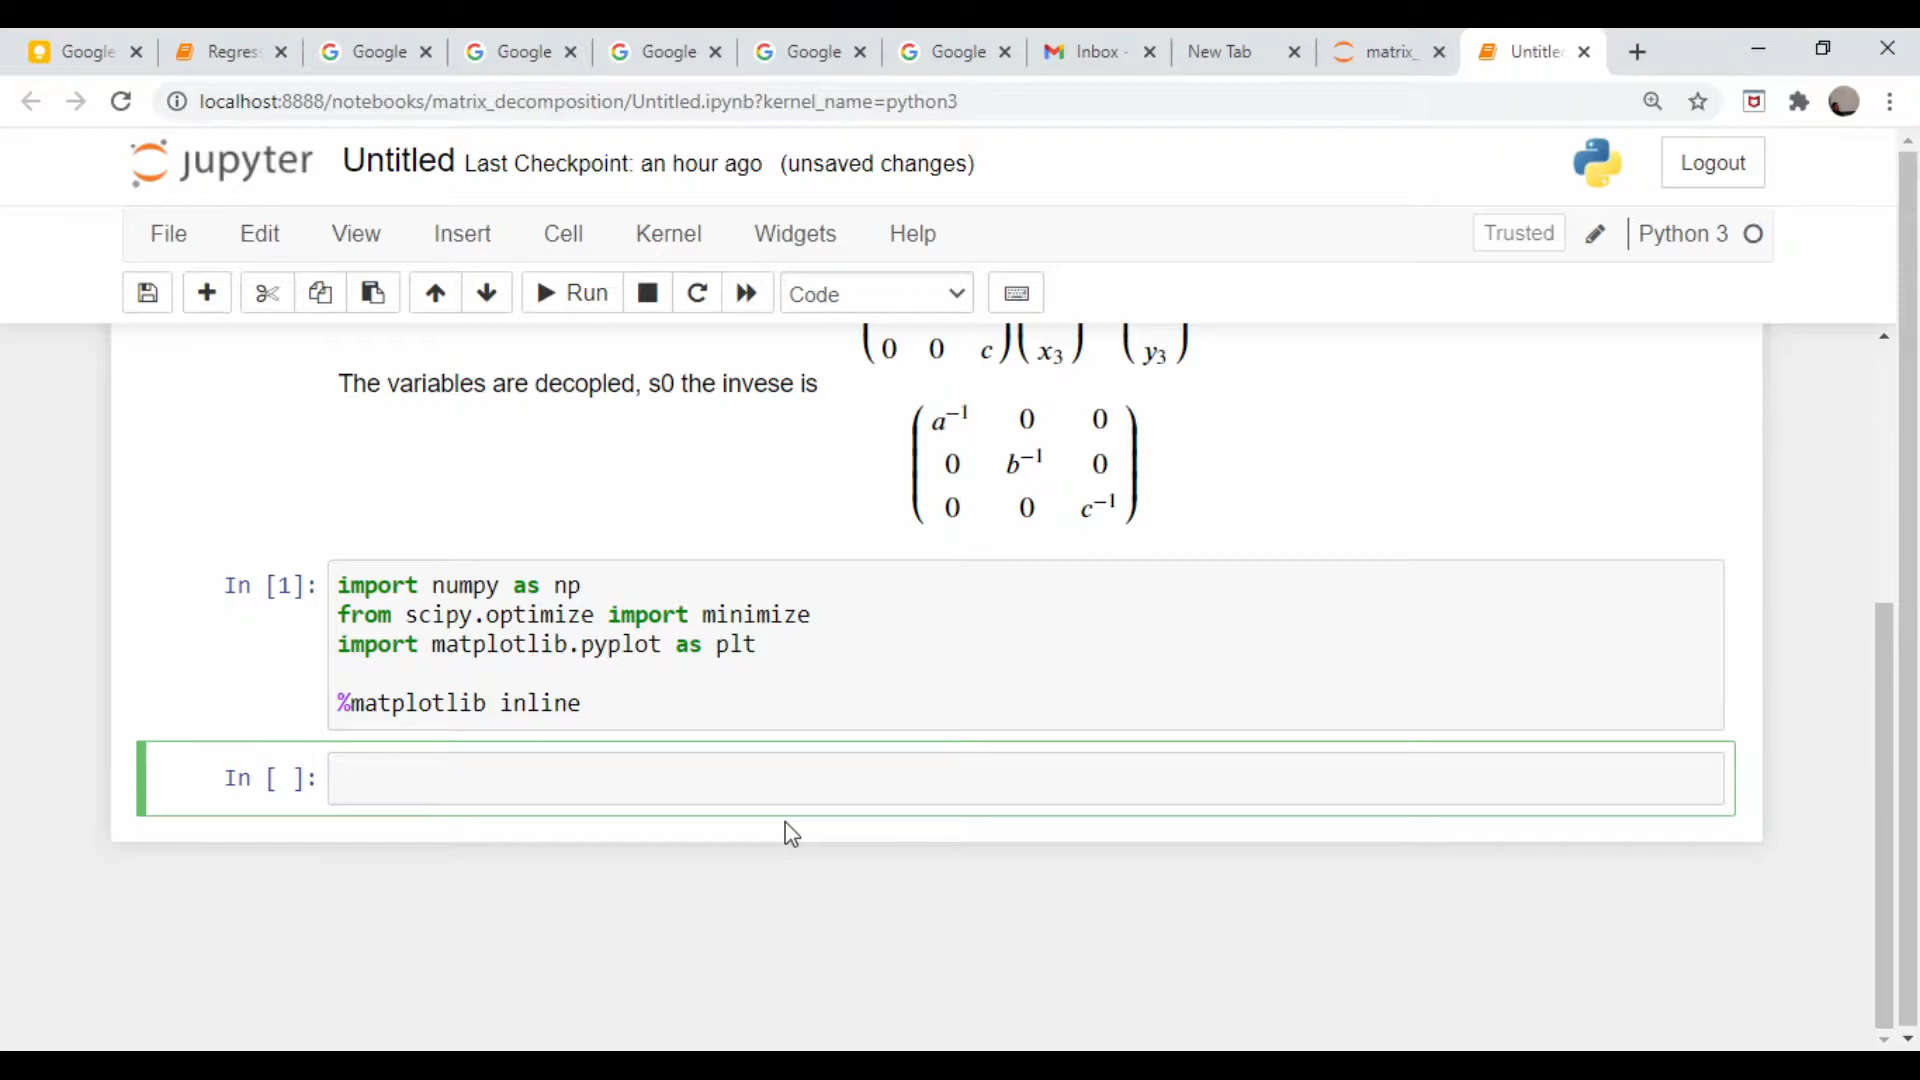 Google Regres Google Google Google Google Google Inbox - New Tab matrix_ Untitled
localhost:8888/notebooks/matrix_decomposition/Untitled.ipynb?kernel_name=python3
jupyter Untitled Last Checkpoint: an hour ago (unsaved changes) Logout
File Edit View Insert Cell Kernel Widgets Help Trusted Python 3
Run Code
0 0 c x₃ y₃
The variables are decopled, s0 the invese is
a⁻¹ 0 0
0 b⁻¹ 0
0 0 c⁻¹
In [1]: import numpy as np
from scipy.optimize import minimize
import matplotlib.pyplot as plt
%matplotlib inline
In [ ]: